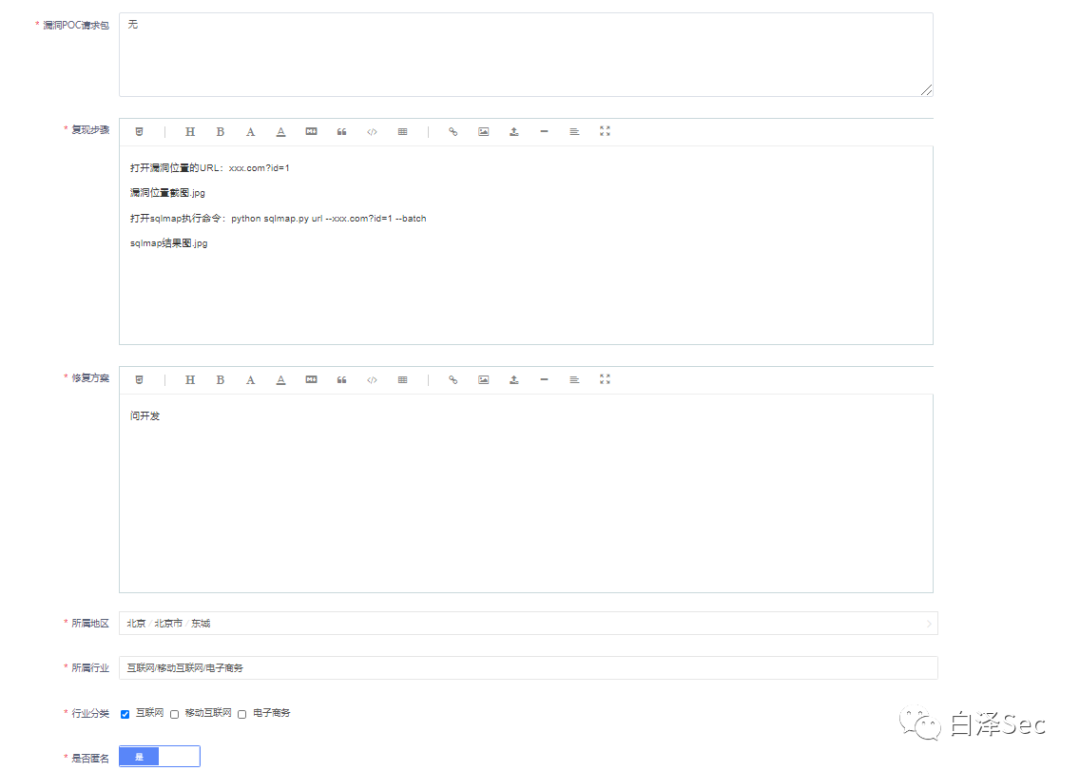 * 漏洞POC请求包
无
* 复现步骤
H B A A
打开漏洞位置的URL：xxx.com?id=1
漏洞位置截图.jpg
打开sqlmap执行命令：python sqlmap.py url --xxx.com?id=1 --batch
sqlmap结果图.jpg
* 修复方案
H B A A
问开发
* 所属地区 北京 / 北京市 / 东城
* 所属行业 互联网/移动互联网/电子商务
* 行业分类 互联网 移动互联网 电子商务
* 是否匿名 是
白泽Sec